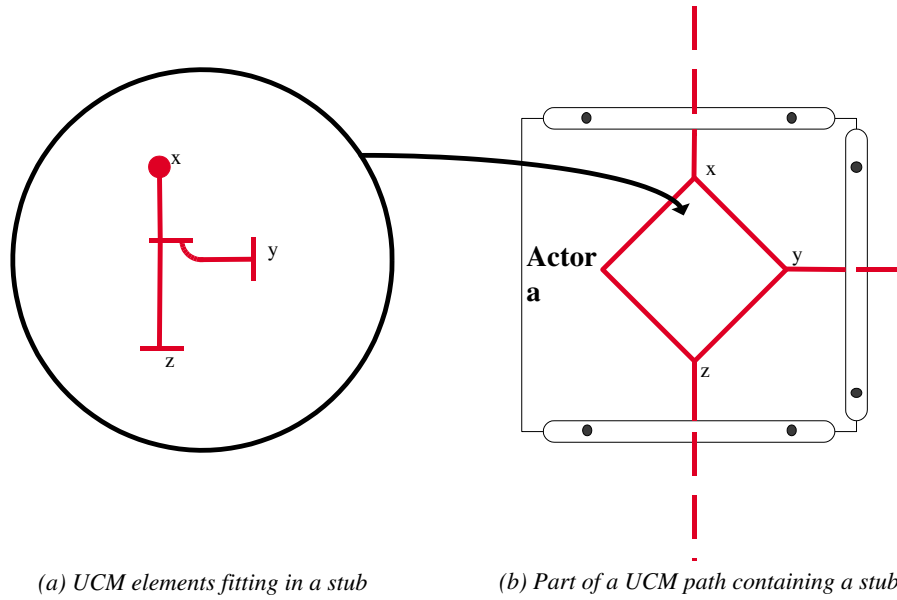 x
y
z
x
Actor
a
y
z
(a) UCM elements fitting in a stub
(b) Part of a UCM path containing a stub